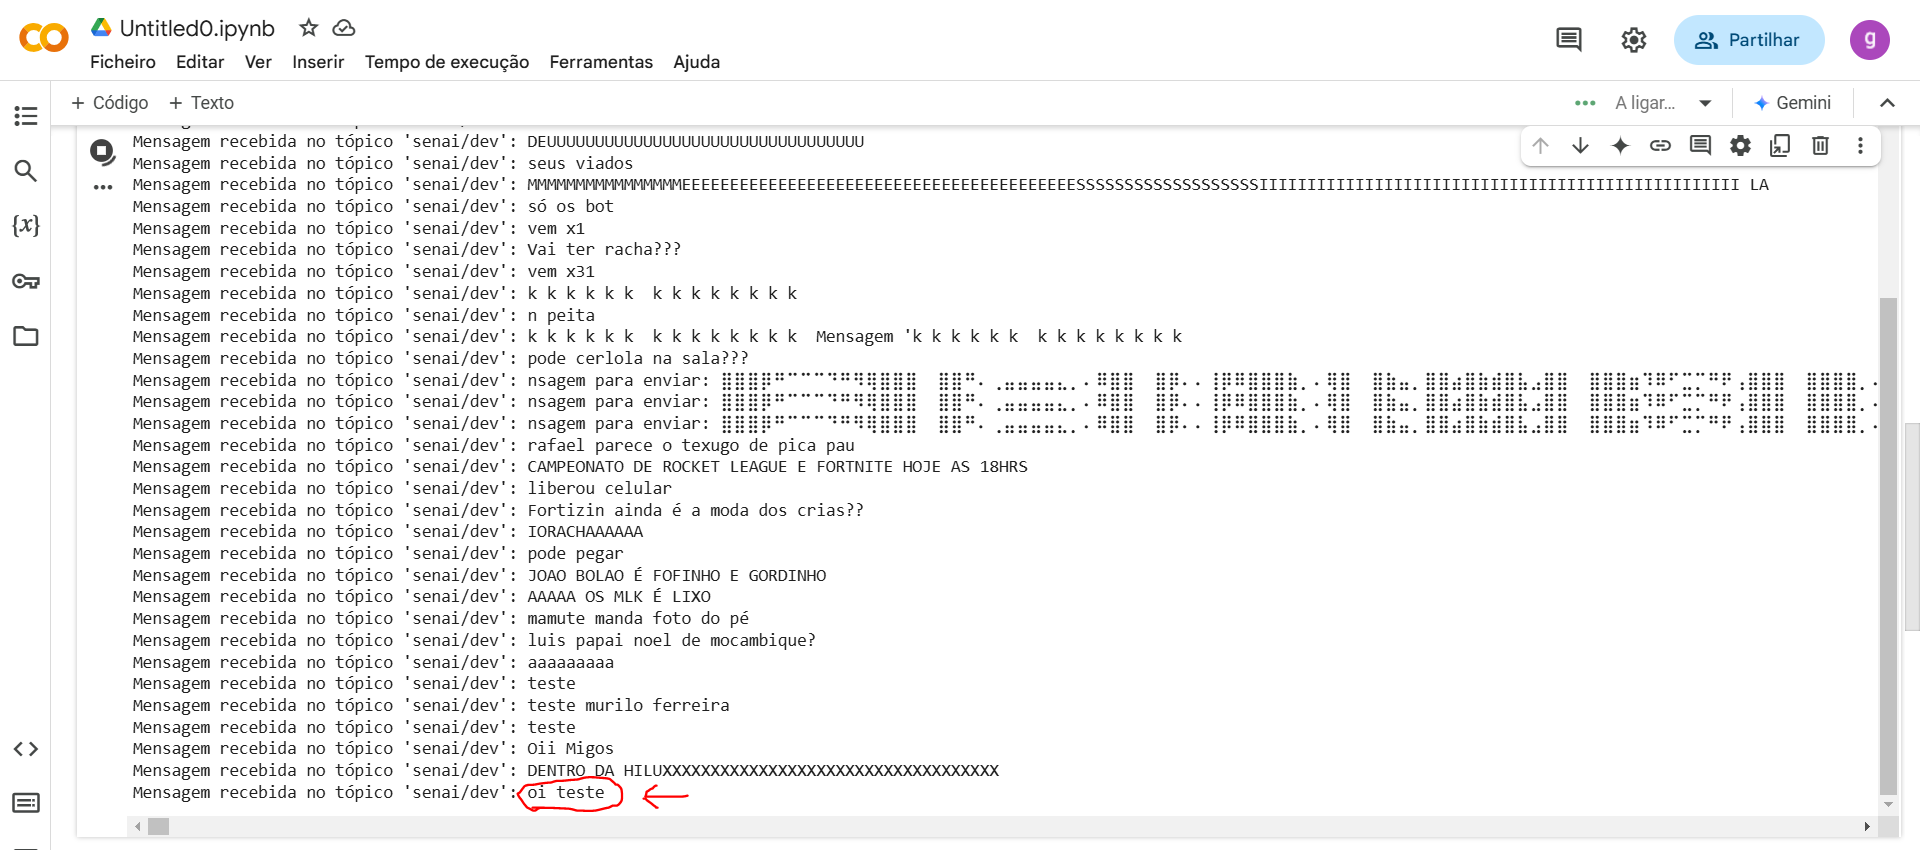 Untitled0.ipynb
Ficheiro Editar Ver Inserir Tempo de execução Ferramentas Ajuda
Partilhar
g
+ Código + Texto
A ligar...
Gemini
Mensagem recebida no tópico 'senai/dev': DEUUUUUUUUUUUUUUUUUUUUUUUUUUUUUUUU
Mensagem recebida no tópico 'senai/dev': seus viados
Mensagem recebida no tópico 'senai/dev': MMMMMMMMMMMMMMMMEEEEEEEEEEEEEEEEEEEEEEEEEEEEEEEEEEEEEEEEESSSSSSSSSSSSSSSSSSSIIIIIIIIIIIIIIIIIIIIIIIIIIIIIIIIIIIIIIIIIIIIIIIIII LA
Mensagem recebida no tópico 'senai/dev': só os bot
Mensagem recebida no tópico 'senai/dev': vem x1
Mensagem recebida no tópico 'senai/dev': Vai ter racha???
Mensagem recebida no tópico 'senai/dev': vem x31
Mensagem recebida no tópico 'senai/dev': k k k k k k  k k k k k k k k
Mensagem recebida no tópico 'senai/dev': n peita
Mensagem recebida no tópico 'senai/dev': k k k k k k  k k k k k k k k  Mensagem 'k k k k k k  k k k k k k k k
Mensagem recebida no tópico 'senai/dev': pode cerlola na sala???
Mensagem recebida no tópico 'senai/dev': nsagem para enviar:
Mensagem recebida no tópico 'senai/dev': nsagem para enviar:
Mensagem recebida no tópico 'senai/dev': nsagem para enviar:
Mensagem recebida no tópico 'senai/dev': rafael parece o texugo de pica pau
Mensagem recebida no tópico 'senai/dev': CAMPEONATO DE ROCKET LEAGUE E FORTNITE HOJE AS 18HRS
Mensagem recebida no tópico 'senai/dev': liberou celular
Mensagem recebida no tópico 'senai/dev': Fortizin ainda é a moda dos crias??
Mensagem recebida no tópico 'senai/dev': IORACHAAAAAA
Mensagem recebida no tópico 'senai/dev': pode pegar
Mensagem recebida no tópico 'senai/dev': JOAO BOLAO É FOFINHO E GORDINHO
Mensagem recebida no tópico 'senai/dev': AAAAA OS MLK É LIXO
Mensagem recebida no tópico 'senai/dev': mamute manda foto do pé
Mensagem recebida no tópico 'senai/dev': luis papai noel de mocambique?
Mensagem recebida no tópico 'senai/dev': aaaaaaaaa
Mensagem recebida no tópico 'senai/dev': teste
Mensagem recebida no tópico 'senai/dev': teste murilo ferreira
Mensagem recebida no tópico 'senai/dev': teste
Mensagem recebida no tópico 'senai/dev': Oii Migos
Mensagem recebida no tópico 'senai/dev': DENTRO DA HILUXXXXXXXXXXXXXXXXXXXXXXXXXXXXXXXXXXX
Mensagem recebida no tópico 'senai/dev': oi teste